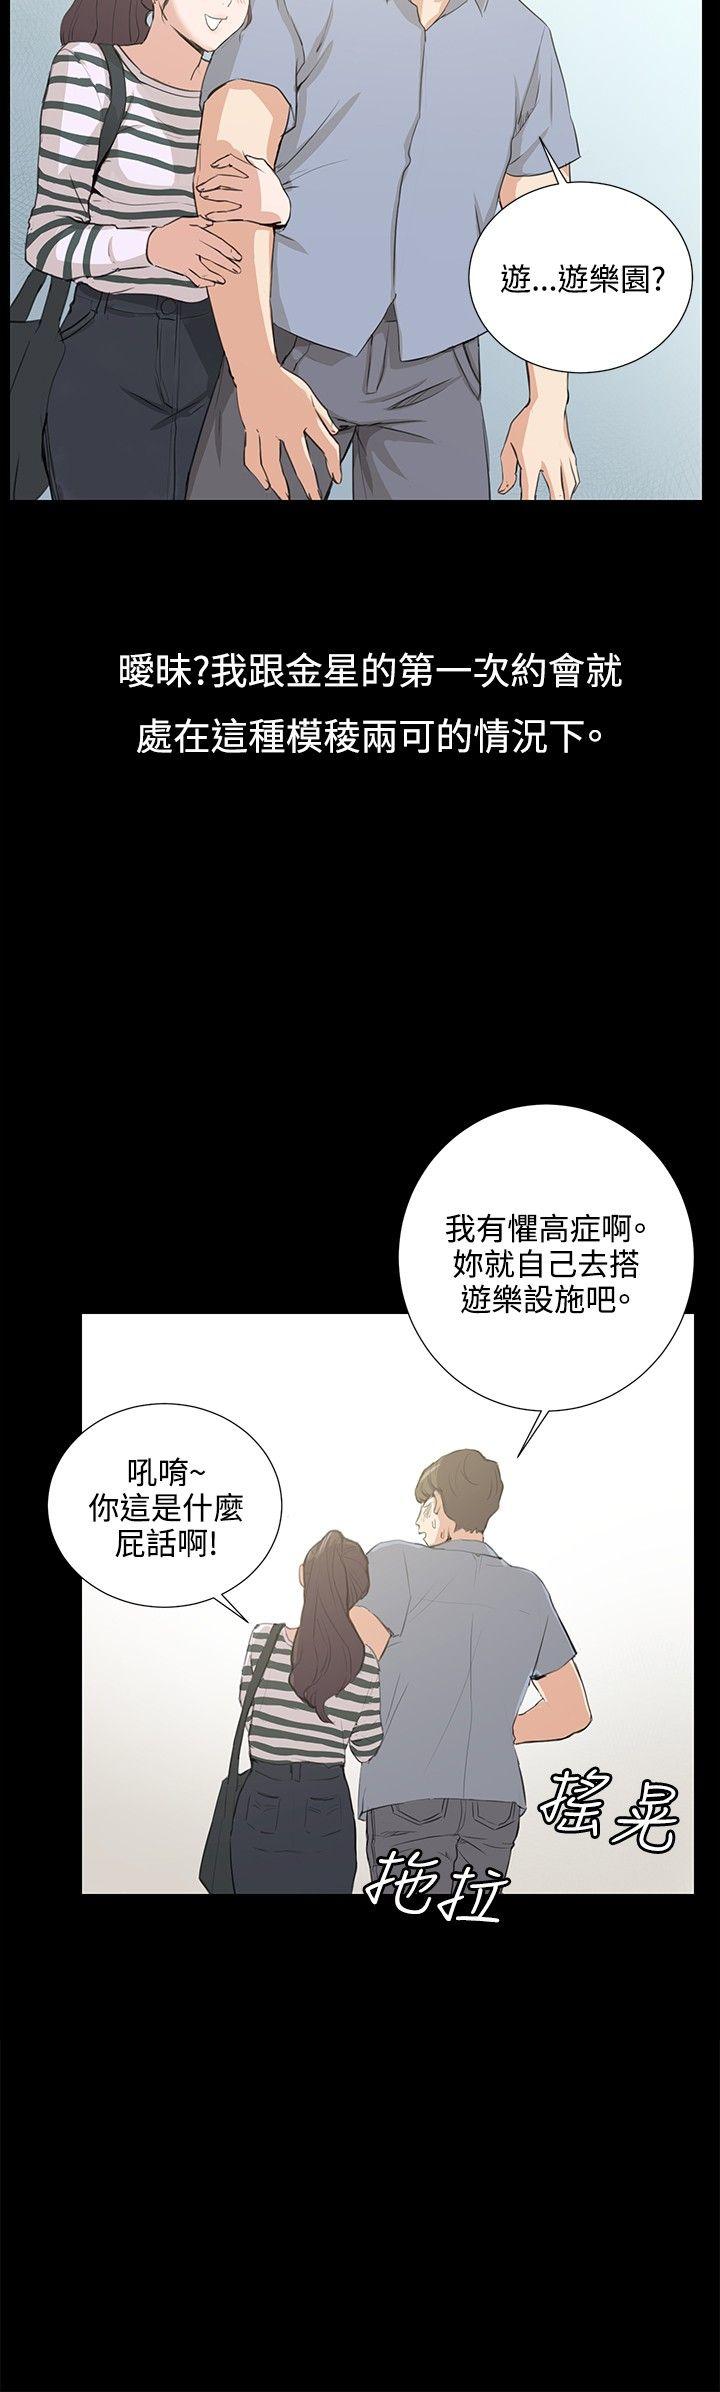 遊...遊樂園?
曖昧?我跟金星的第一次約會就
處在這種模稜兩可的情況下。
我有懼高症啊。
妳就自己去搭
遊樂設施吧。
吼唷~
你這是什麼
屁話啊!
搖晃
拖拉